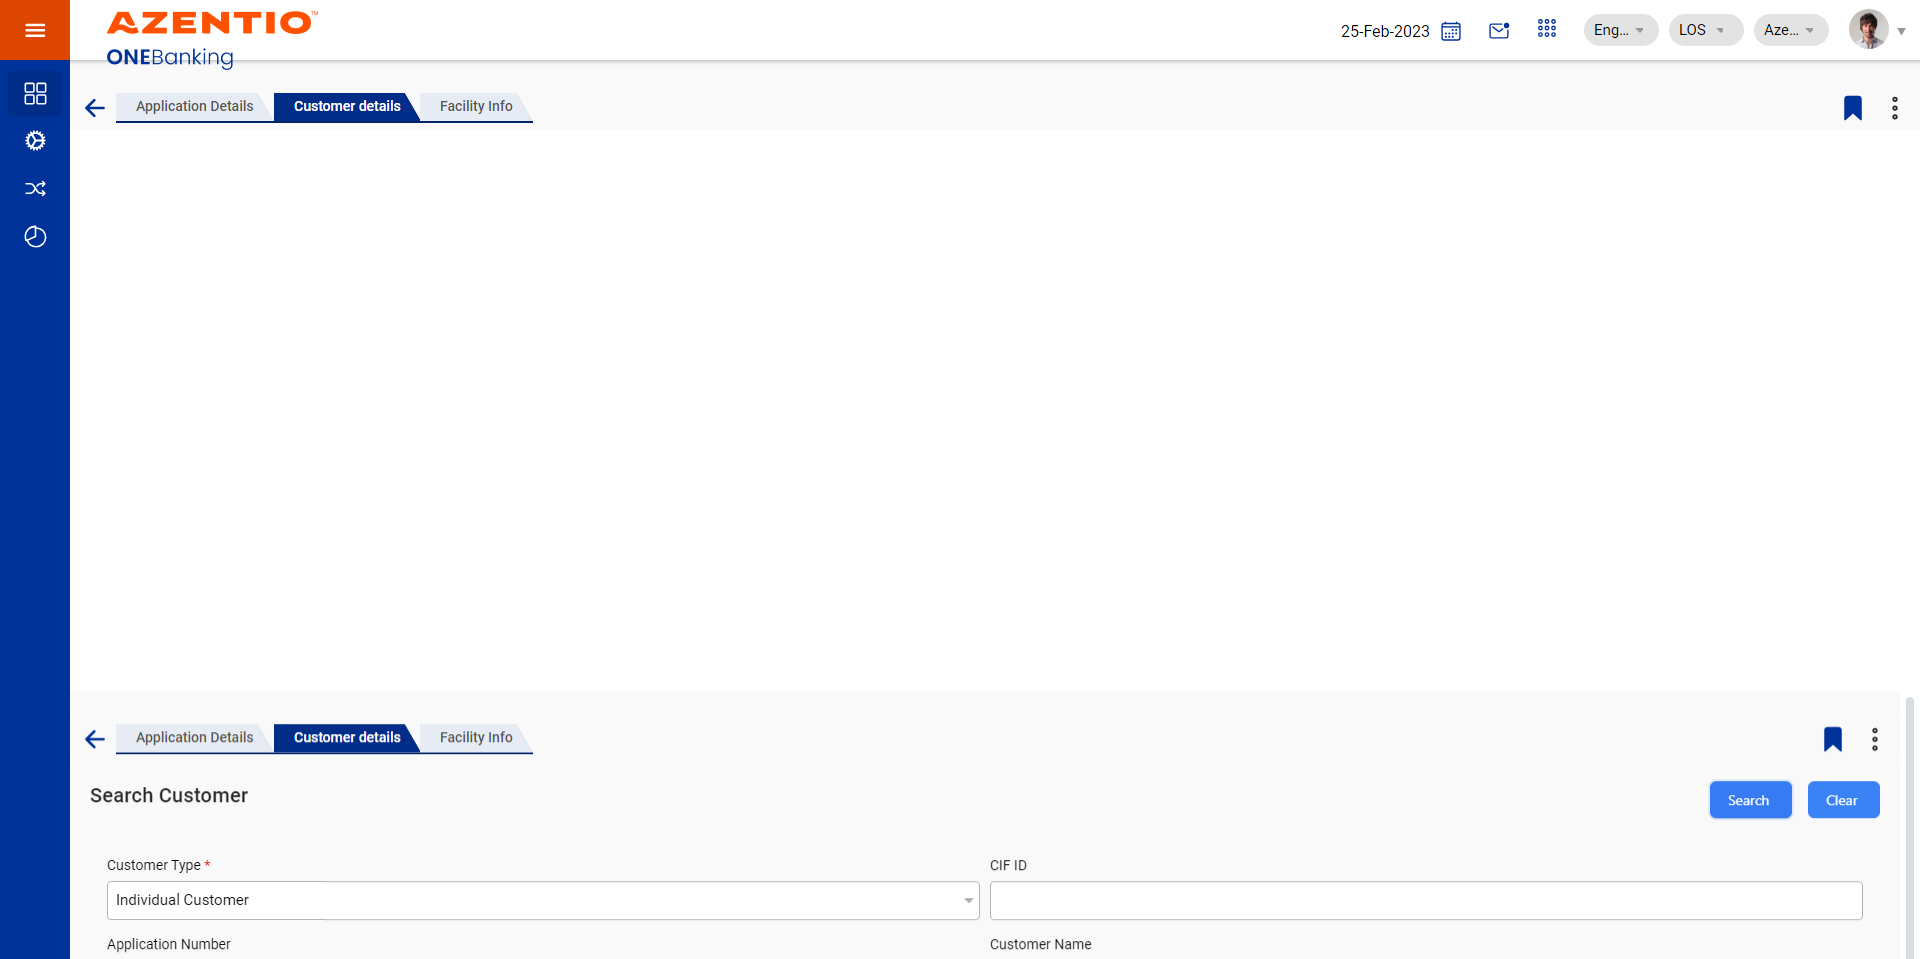 AZENTIO™
ONEBanking
25-Feb-2023
Eng...
LOS
Aze...
Application Details
Customer details
Facility Info
Application Details
Customer details
Facility Info
Search Customer
Search
Clear
Customer Type *
CIF ID
Individual Customer
Application Number
Customer Name